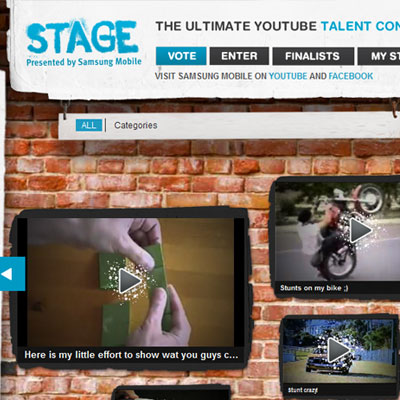 STAGE
Presented by Samsung Mobile
THE ULTIMATE YOUTUBE TALENT CON
VOTE ENTER FINALISTS MY ST
VISIT SAMSUNG MOBILE ON YOUTUBE AND FACEBOOK
ALL | Categories
Stunts on my bike ;)
Here is my little effort to show wat you guys c...
Stunt crazy!